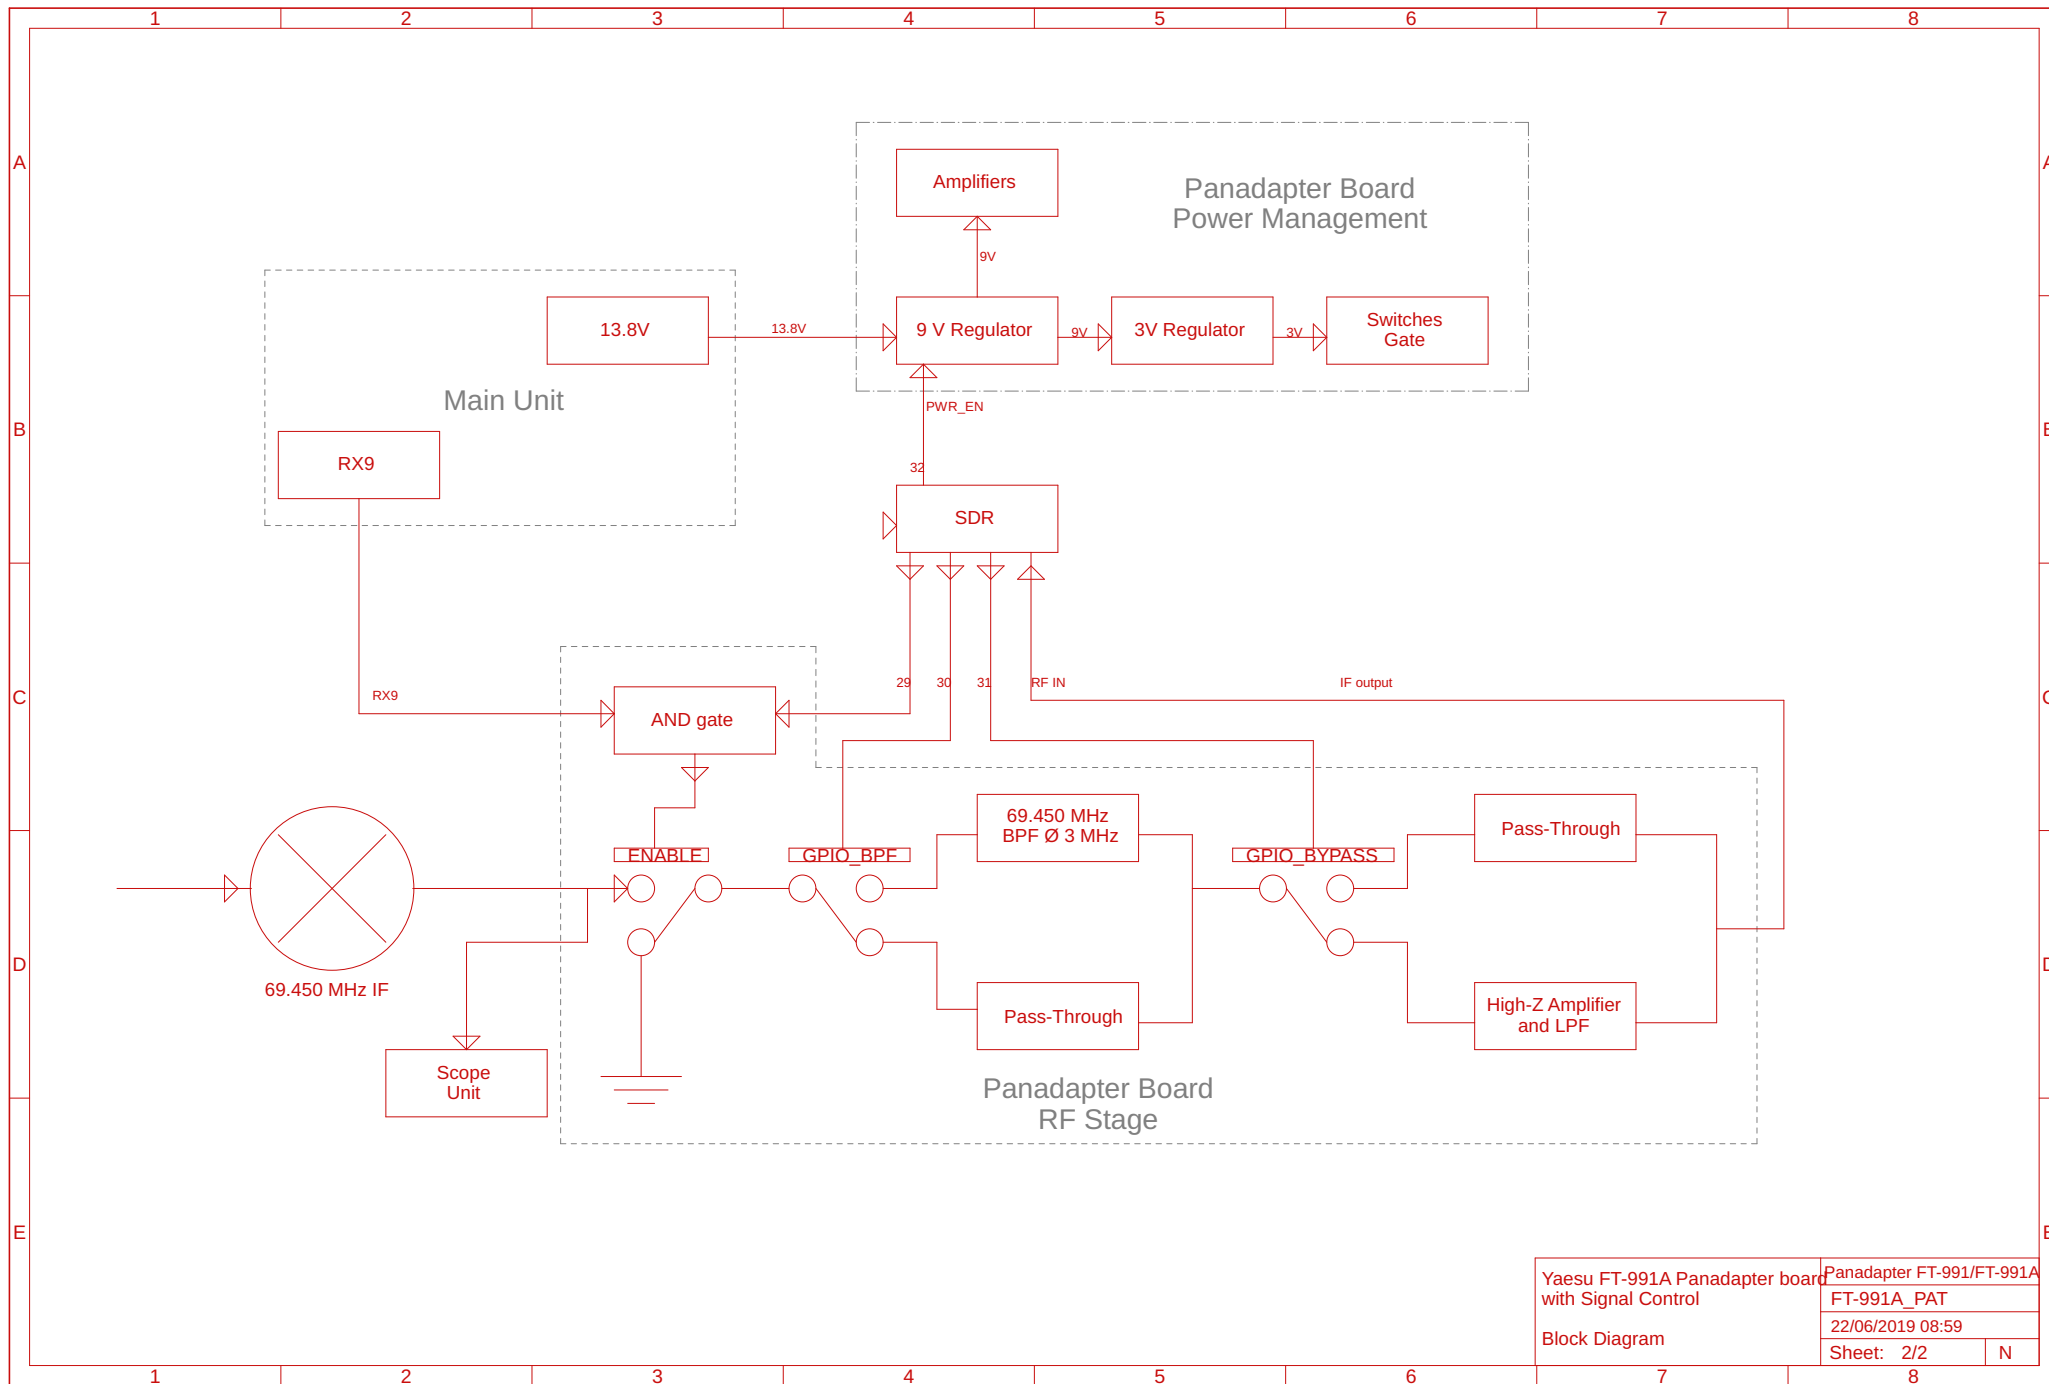 1 2 3 4 5 6 7 8
A
A
Amplifiers
Panadapter Board
Power Management
9V
13.8V
13.8V
9 V Regulator
9V
3V Regulator
3V
Switches
Gate
Main Unit
PWR_EN
B
RX9
32
SDR
RX9
29
30
31
RF IN
IF output
C
AND gate
69.450 MHz
BPF Ø 3 MHz
Pass-Through
ENABLE
GPIO_BPF
GPIO_BYPASS
D
69.450 MHz IF
Pass-Through
High-Z Amplifier
and LPF
Scope
Unit
Panadapter Board
RF Stage
E
Yaesu FT-991A Panadapter board
with Signal Control
Block Diagram
Panadapter FT-991/FT-991A
FT-991A_PAT
22/06/2019 08:59
Sheet: 2/2
N
1 2 3 4 5 6 7 8